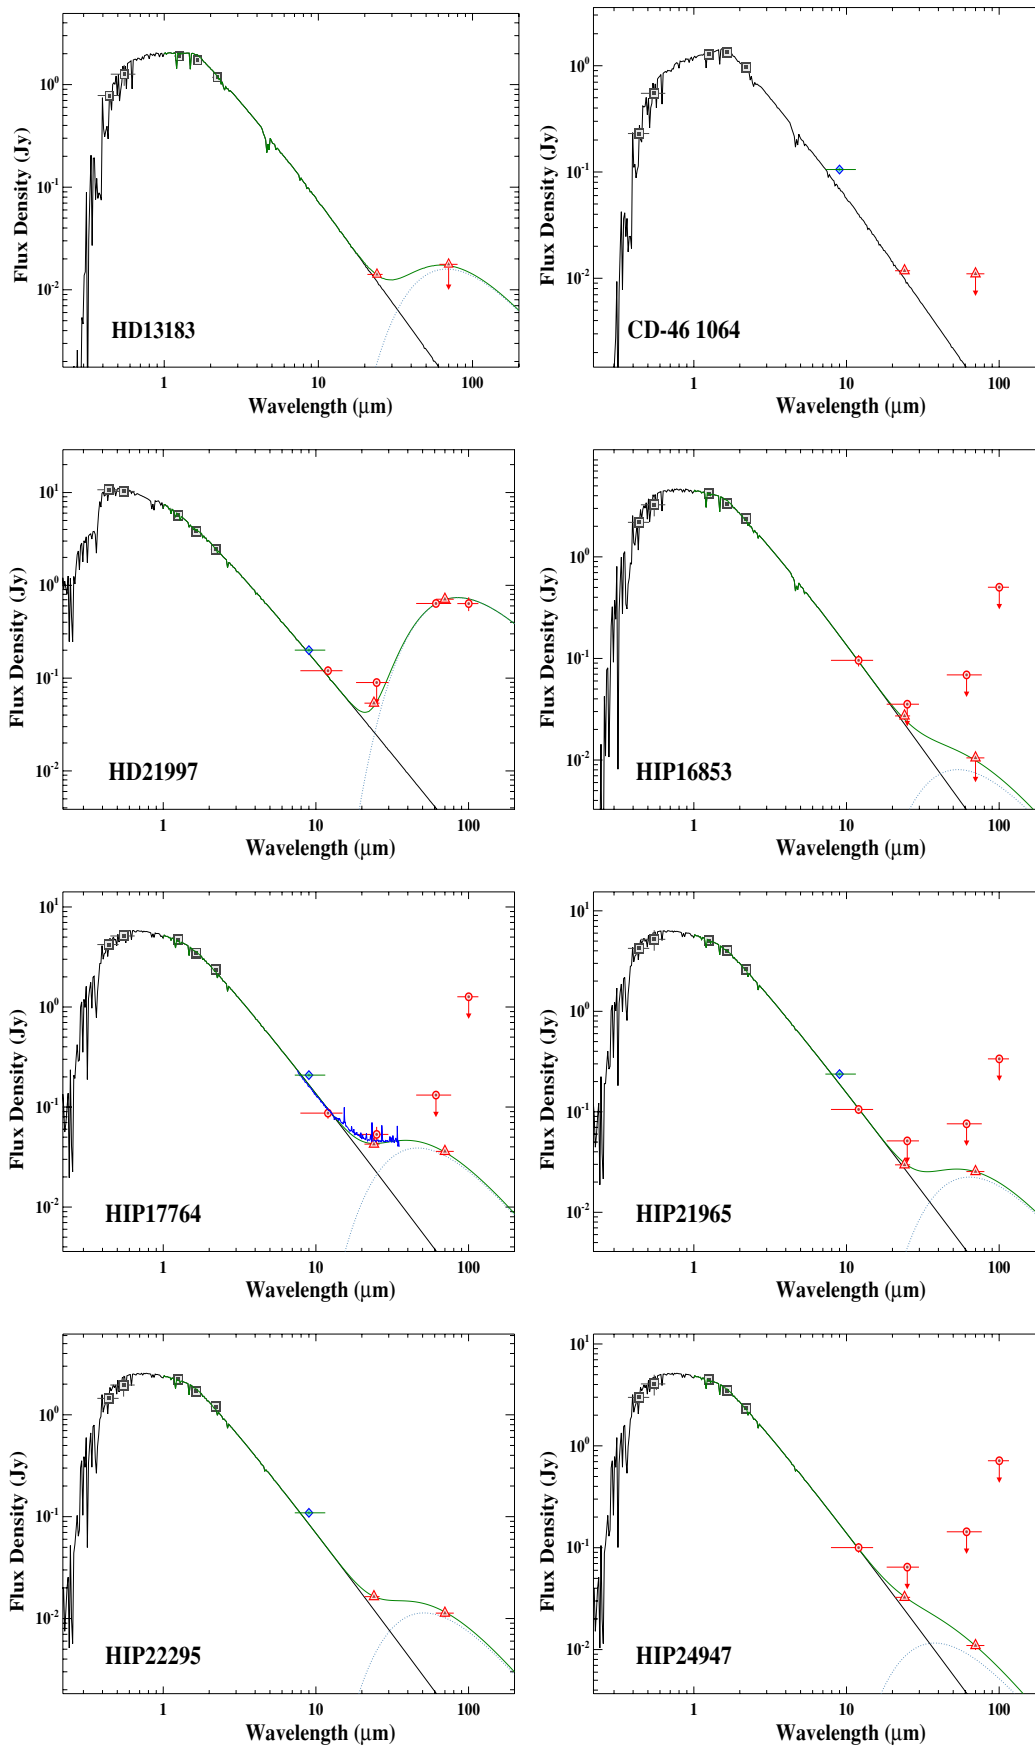 Flux Density (Jy)
10⁰
10⁻¹
10⁻²
HD13183
1 10 100
Wavelength (μm)
Flux Density (Jy)
10⁰
10⁻¹
10⁻²
CD-46 1064
1 10 100
Wavelength (μm)
Flux Density (Jy)
10¹
10⁰
10⁻¹
10⁻²
HD21997
1 10 100
Wavelength (μm)
Flux Density (Jy)
10⁰
10⁻¹
10⁻²
HIP16853
1 10 100
Wavelength (μm)
Flux Density (Jy)
10¹
10⁰
10⁻¹
10⁻²
HIP17764
1 10 100
Wavelength (μm)
Flux Density (Jy)
10¹
10⁰
10⁻¹
10⁻²
HIP21965
1 10 100
Wavelength (μm)
Flux Density (Jy)
10⁰
10⁻¹
10⁻²
HIP22295
1 10 100
Wavelength (μm)
Flux Density (Jy)
10¹
10⁰
10⁻¹
10⁻²
HIP24947
1 10 100
Wavelength (μm)